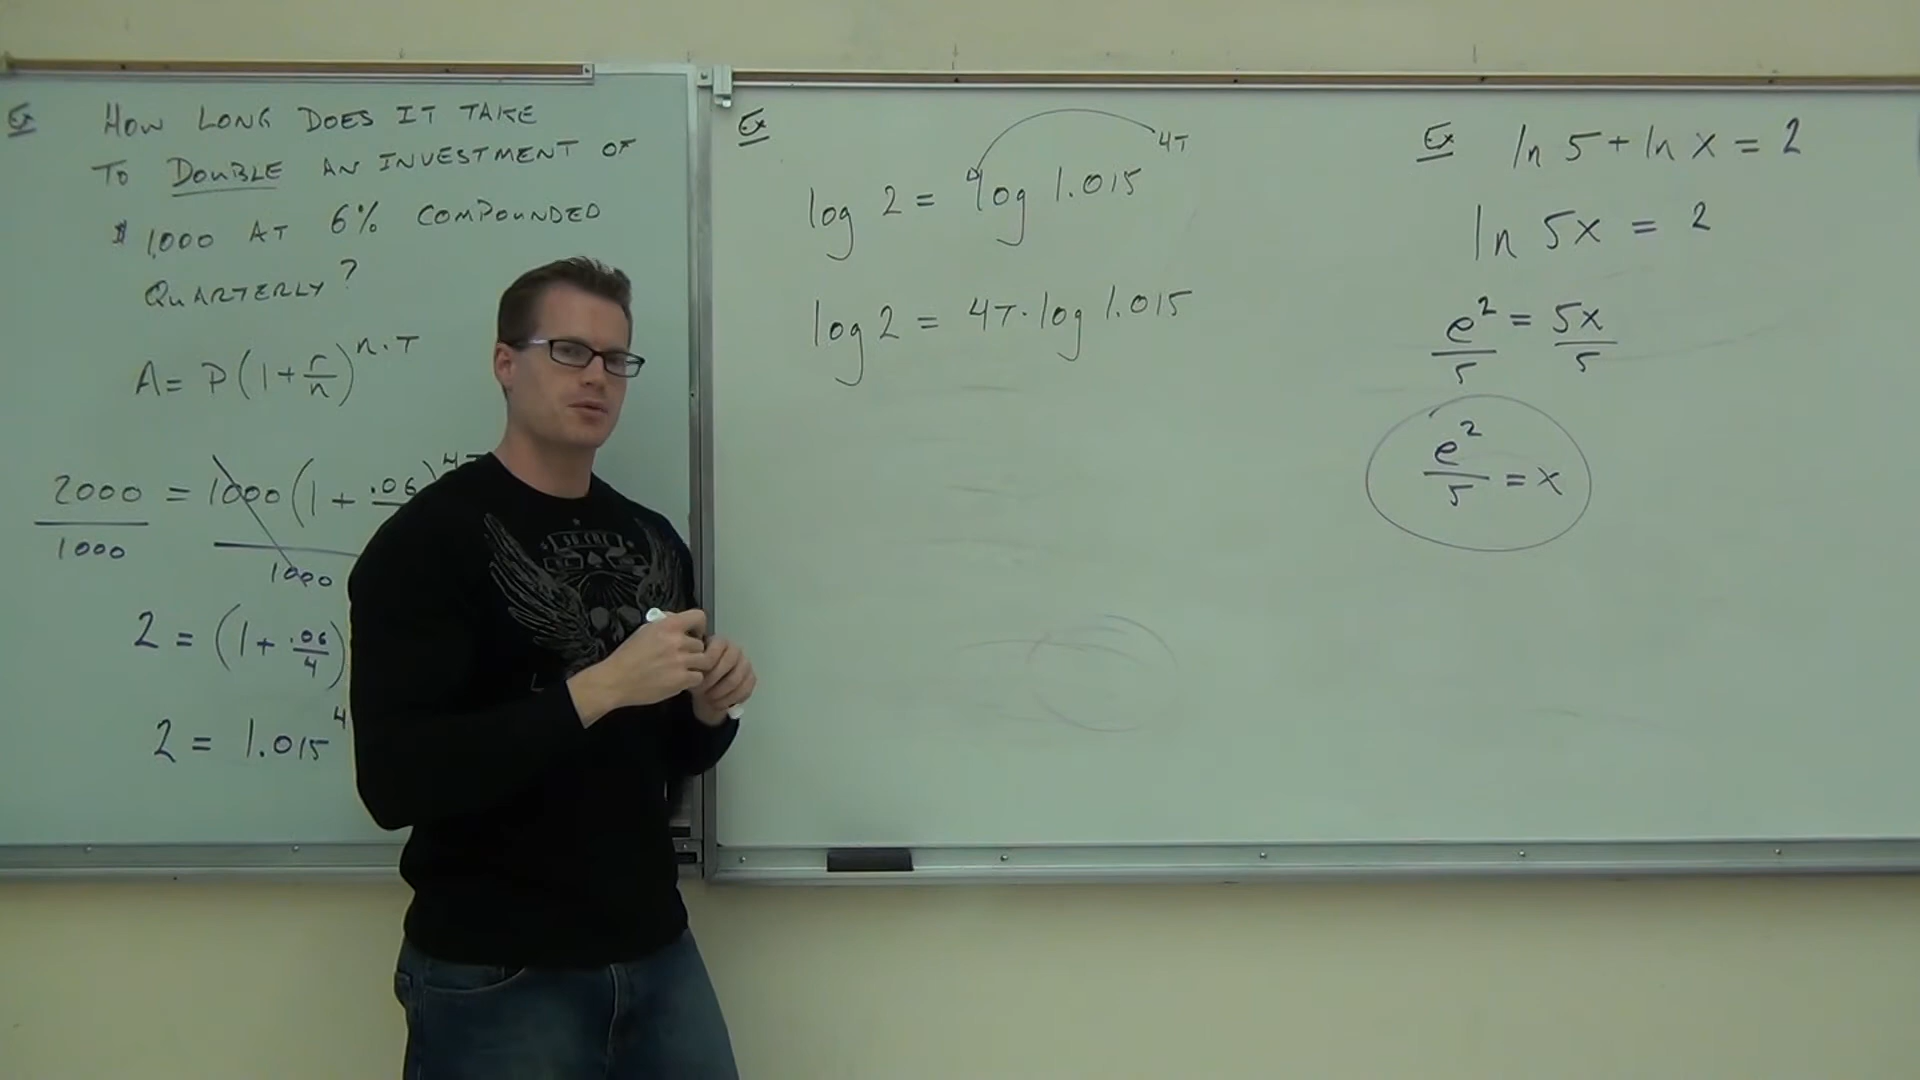 Ex HOW LONG DOES IT TAKE
TO DOUBLE AN INVESTMENT OF
$1,000 AT 6% COMPOUNDED
QUARTERLY?
A = P(1 + r/n)^n·T
2000/1000 = 1000(1 + .06
1000
2 = (1 + .06/4)
2 = 1.015^4
Ex
log 2 = log 1.015^4T
log 2 = 4T·log 1.015
Ex ln 5 + ln x = 2
ln 5x = 2
e^2/5 = 5x/5
e^2/5 = x